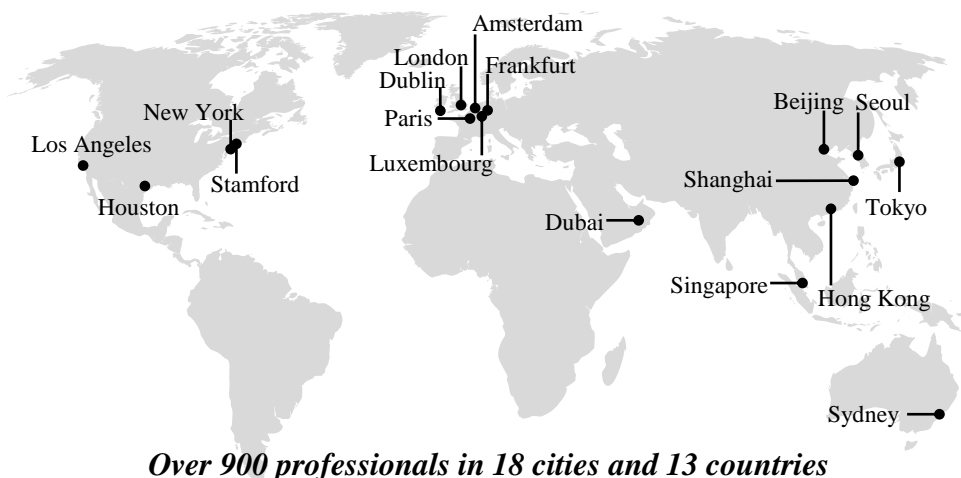 Amsterdam
London
Frankfurt
Dublin
Beijing
Seoul
New York
Paris
Los Angeles
Luxembourg
Stamford
Shanghai
Houston
Tokyo
Dubai
Singapore
Hong Kong
Sydney
Over 900 professionals in 18 cities and 13 countries